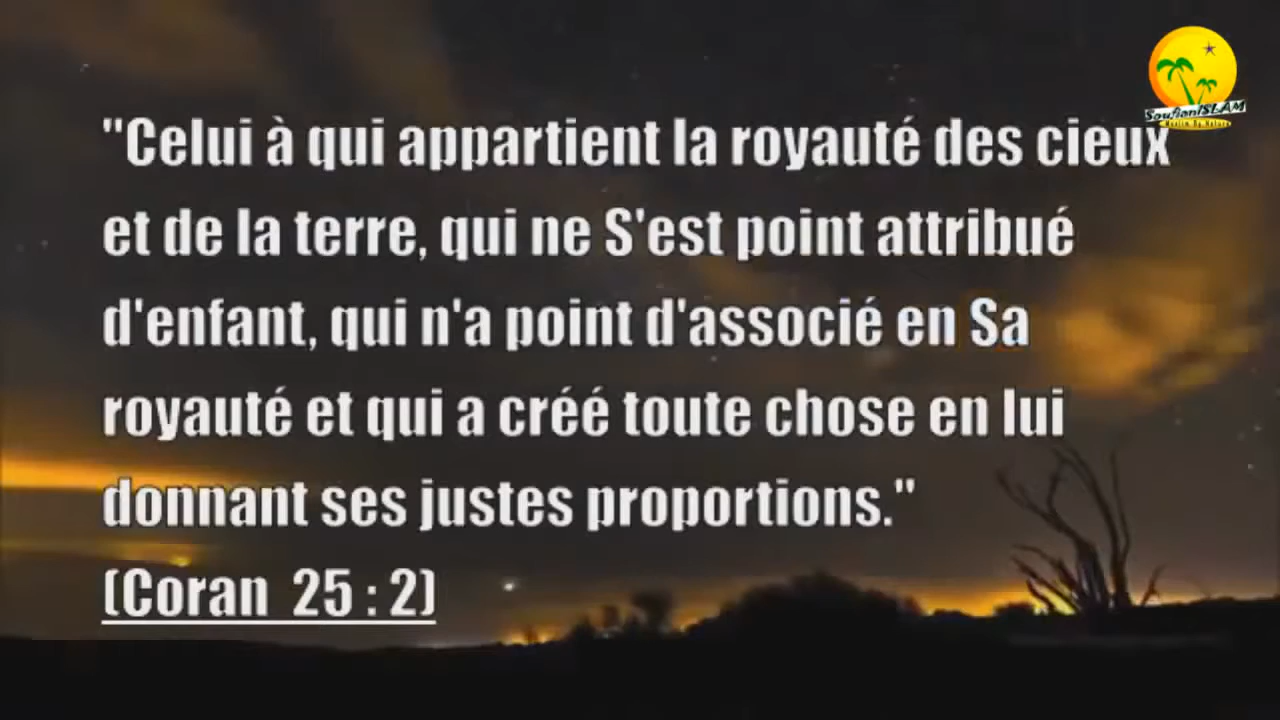 "Celui à qui appartient la royauté des cieux
et de la terre, qui ne S'est point attribué
d'enfant, qui n'a point d'associé en Sa
royauté et qui a créé toute chose en lui
donnant ses justes proportions."
(Coran 25 : 2)
SoufianISLAM